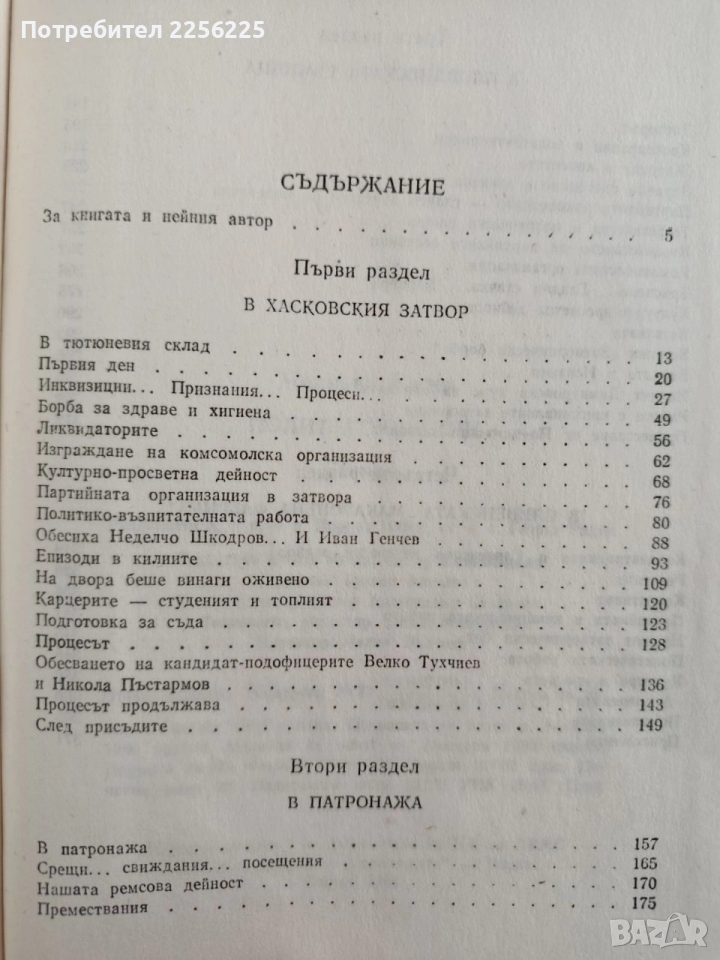 Потребител 2256225
СЪДЪРЖАНИЕ
За книгата и нейния автор . . . . . . . . . . . . . . . 5
Първи раздел
В ХАСКОВСКИЯ ЗАТВОР
В тютюневия склад . . . . . . . . . . . . . . . . . 13
Първия ден . . . . . . . . . . . . . . . . . . . . 20
Инквизиции... Признания... Процеси... . . . . . . . . . . 27
Борба за здраве и хигиена . . . . . . . . . . . . . . . 49
Ликвидаторите . . . . . . . . . . . . . . . . . . . 56
Изграждане на комсомолска организация . . . . . . . . . . 62
Културно-просветна дейност . . . . . . . . . . . . . . 68
Партийната организация в затвора . . . . . . . . . . . . 76
Политико-възпитателната работа . . . . . . . . . . . . . 80
Обесиха Неделчо Шкодров... И Иван Генчев . . . . . . . . 88
Епизоди в килиите . . . . . . . . . . . . . . . . . 93
На двора беше винаги оживено . . . . . . . . . . . . . 109
Карцерите — студеният и топлият . . . . . . . . . . . . 120
Подготовка за съда . . . . . . . . . . . . . . . . . 123
Процесът . . . . . . . . . . . . . . . . . . . . . 128
Обесването на кандидат-подофицерите Велко Тухчиев
и Никола Пъстармов . . . . . . . . . . . . . . . . . 136
Процесът продължава . . . . . . . . . . . . . . . . 143
След присъдите . . . . . . . . . . . . . . . . . . . 149
Втори раздел
В ПАТРОНАЖА
В патронажа . . . . . . . . . . . . . . . . . . . . 157
Срещи... свиждания... посещения . . . . . . . . . . . . 165
Нашата ремсова дейност . . . . . . . . . . . . . . . . 170
Премествания . . . . . . . . . . . . . . . . . . . 175
BAZAR